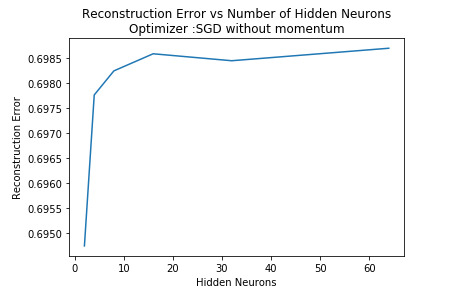 Reconstruction Error vs Number of Hidden Neurons
Optimizer :SGD without momentum
Reconstruction Error
0.6985
0.6980
0.6975
0.6970
0.6965
0.6960
0.6955
0.6950
0 10 20 30 40 50 60
Hidden Neurons